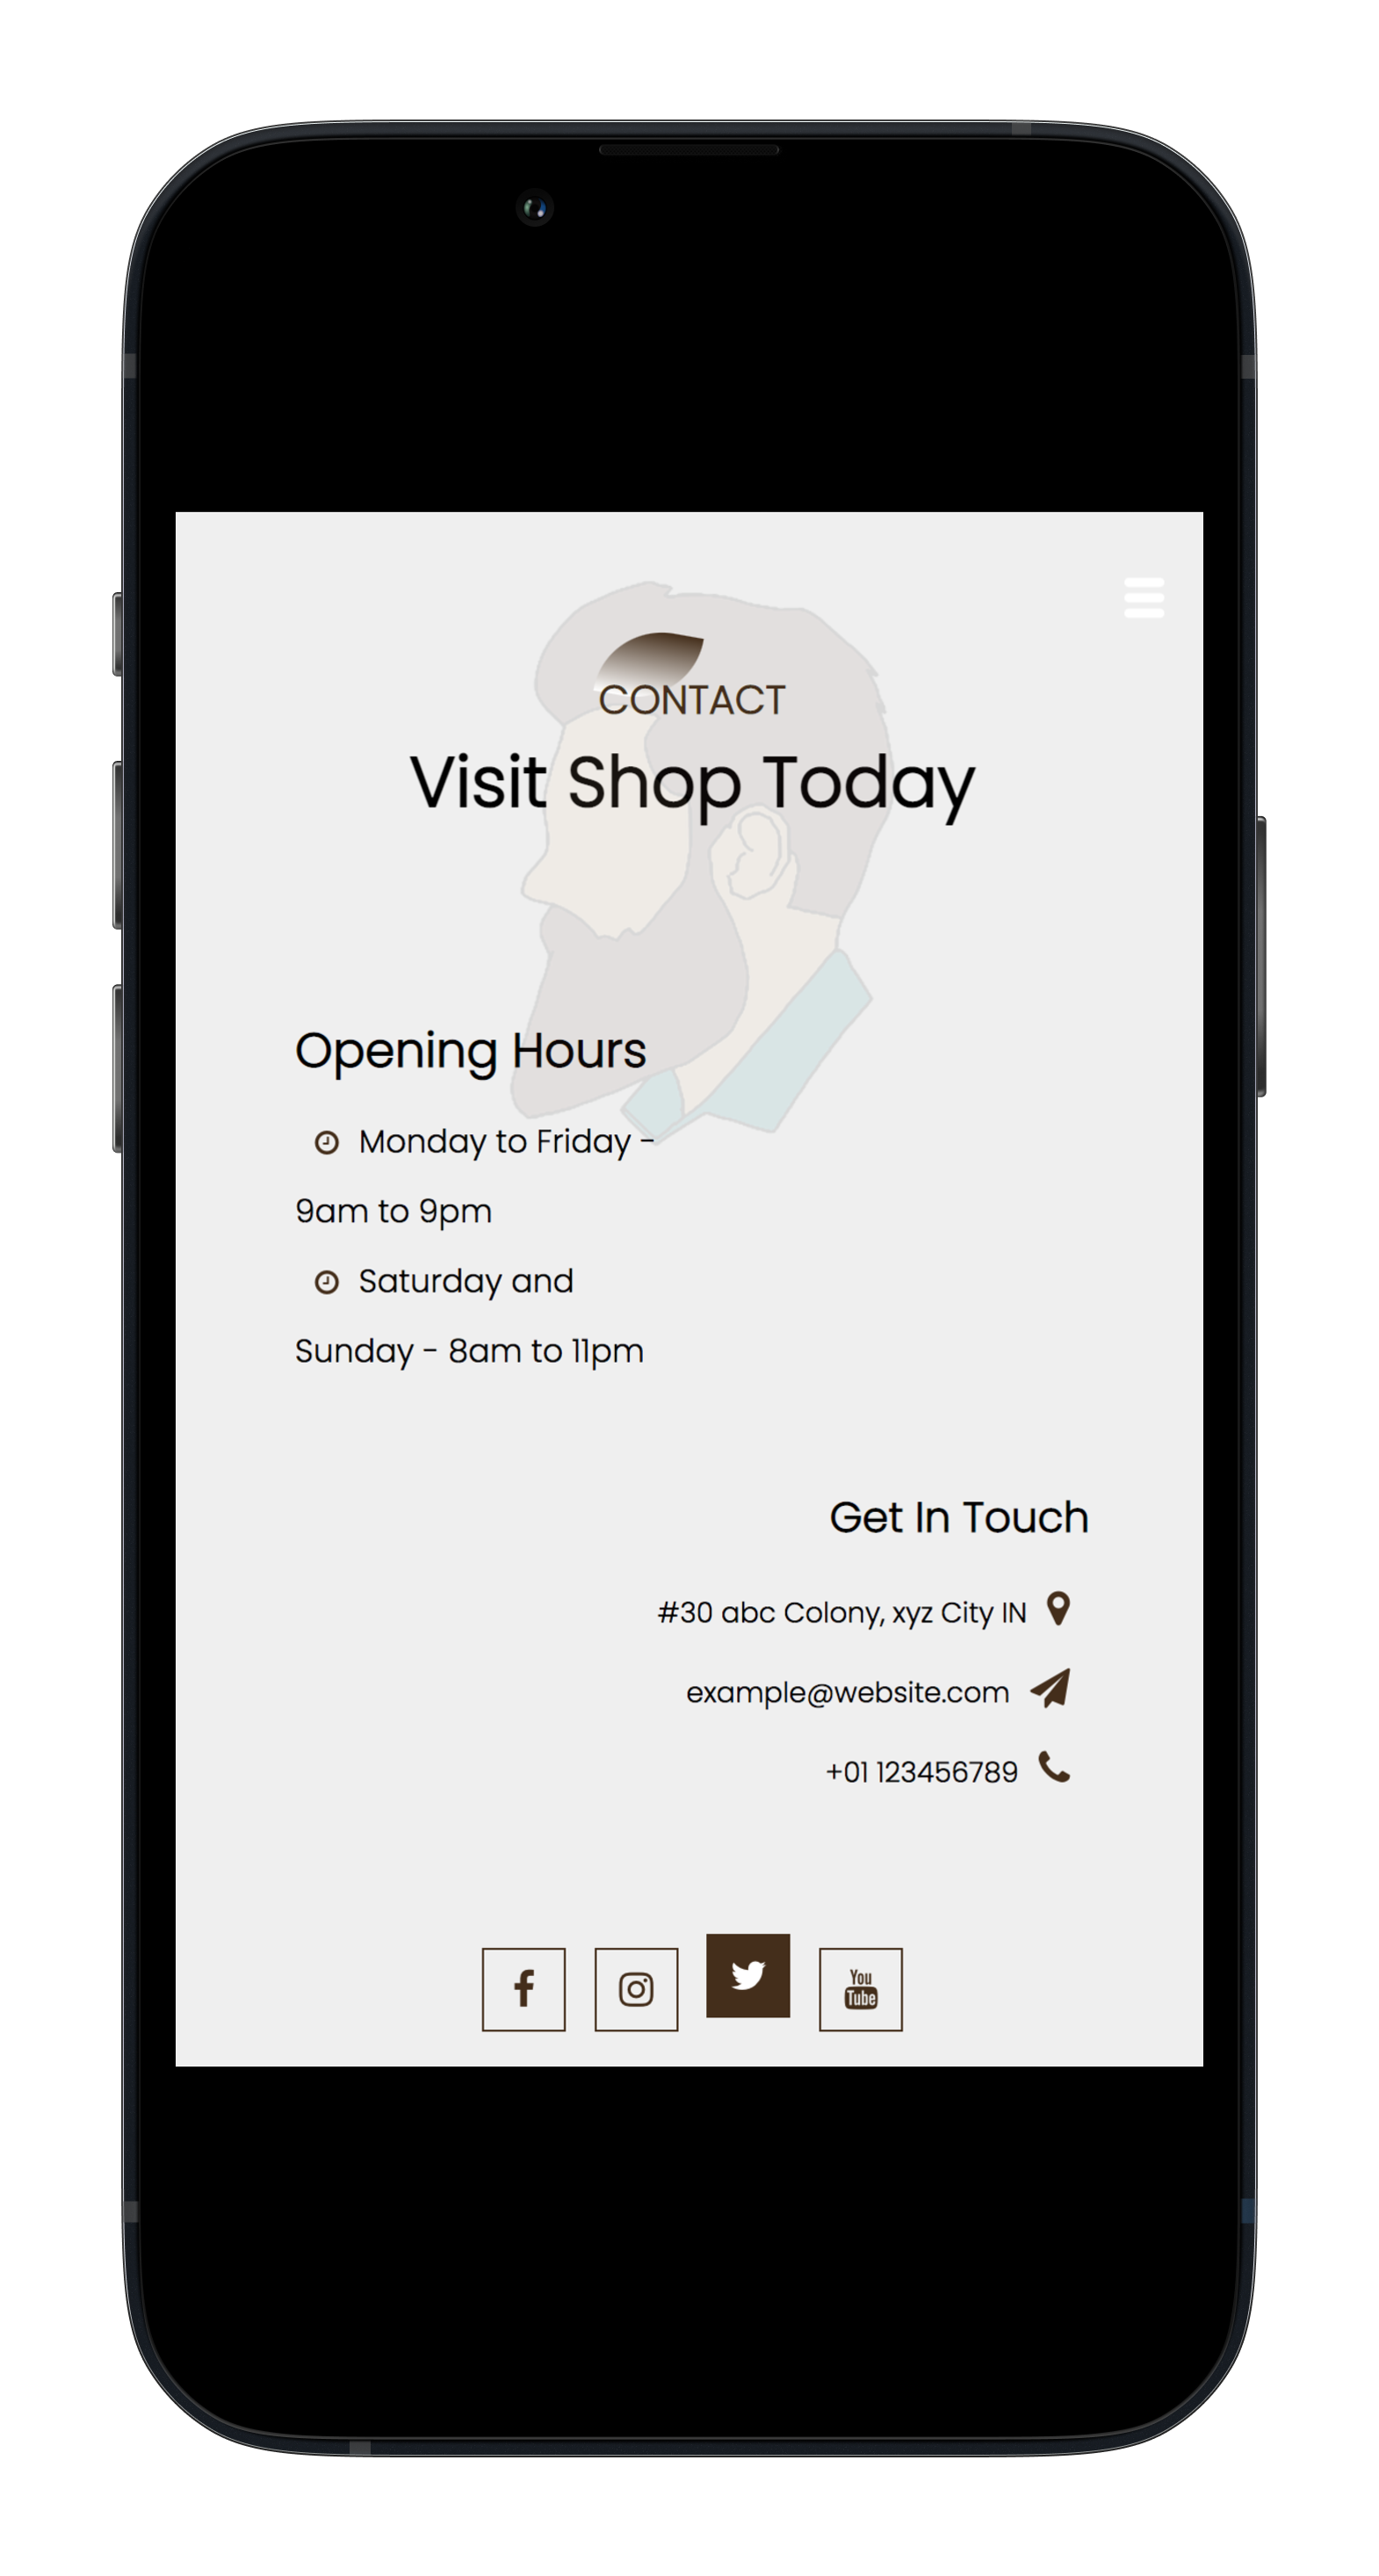 CONTACT
Visit Shop Today
Opening Hours
Monday to Friday -
9am to 9pm
Saturday and
Sunday - 8am to 11pm
Get In Touch
#30 abc Colony, xyz City IN
example@website.com
+01 123456789
You
Tube